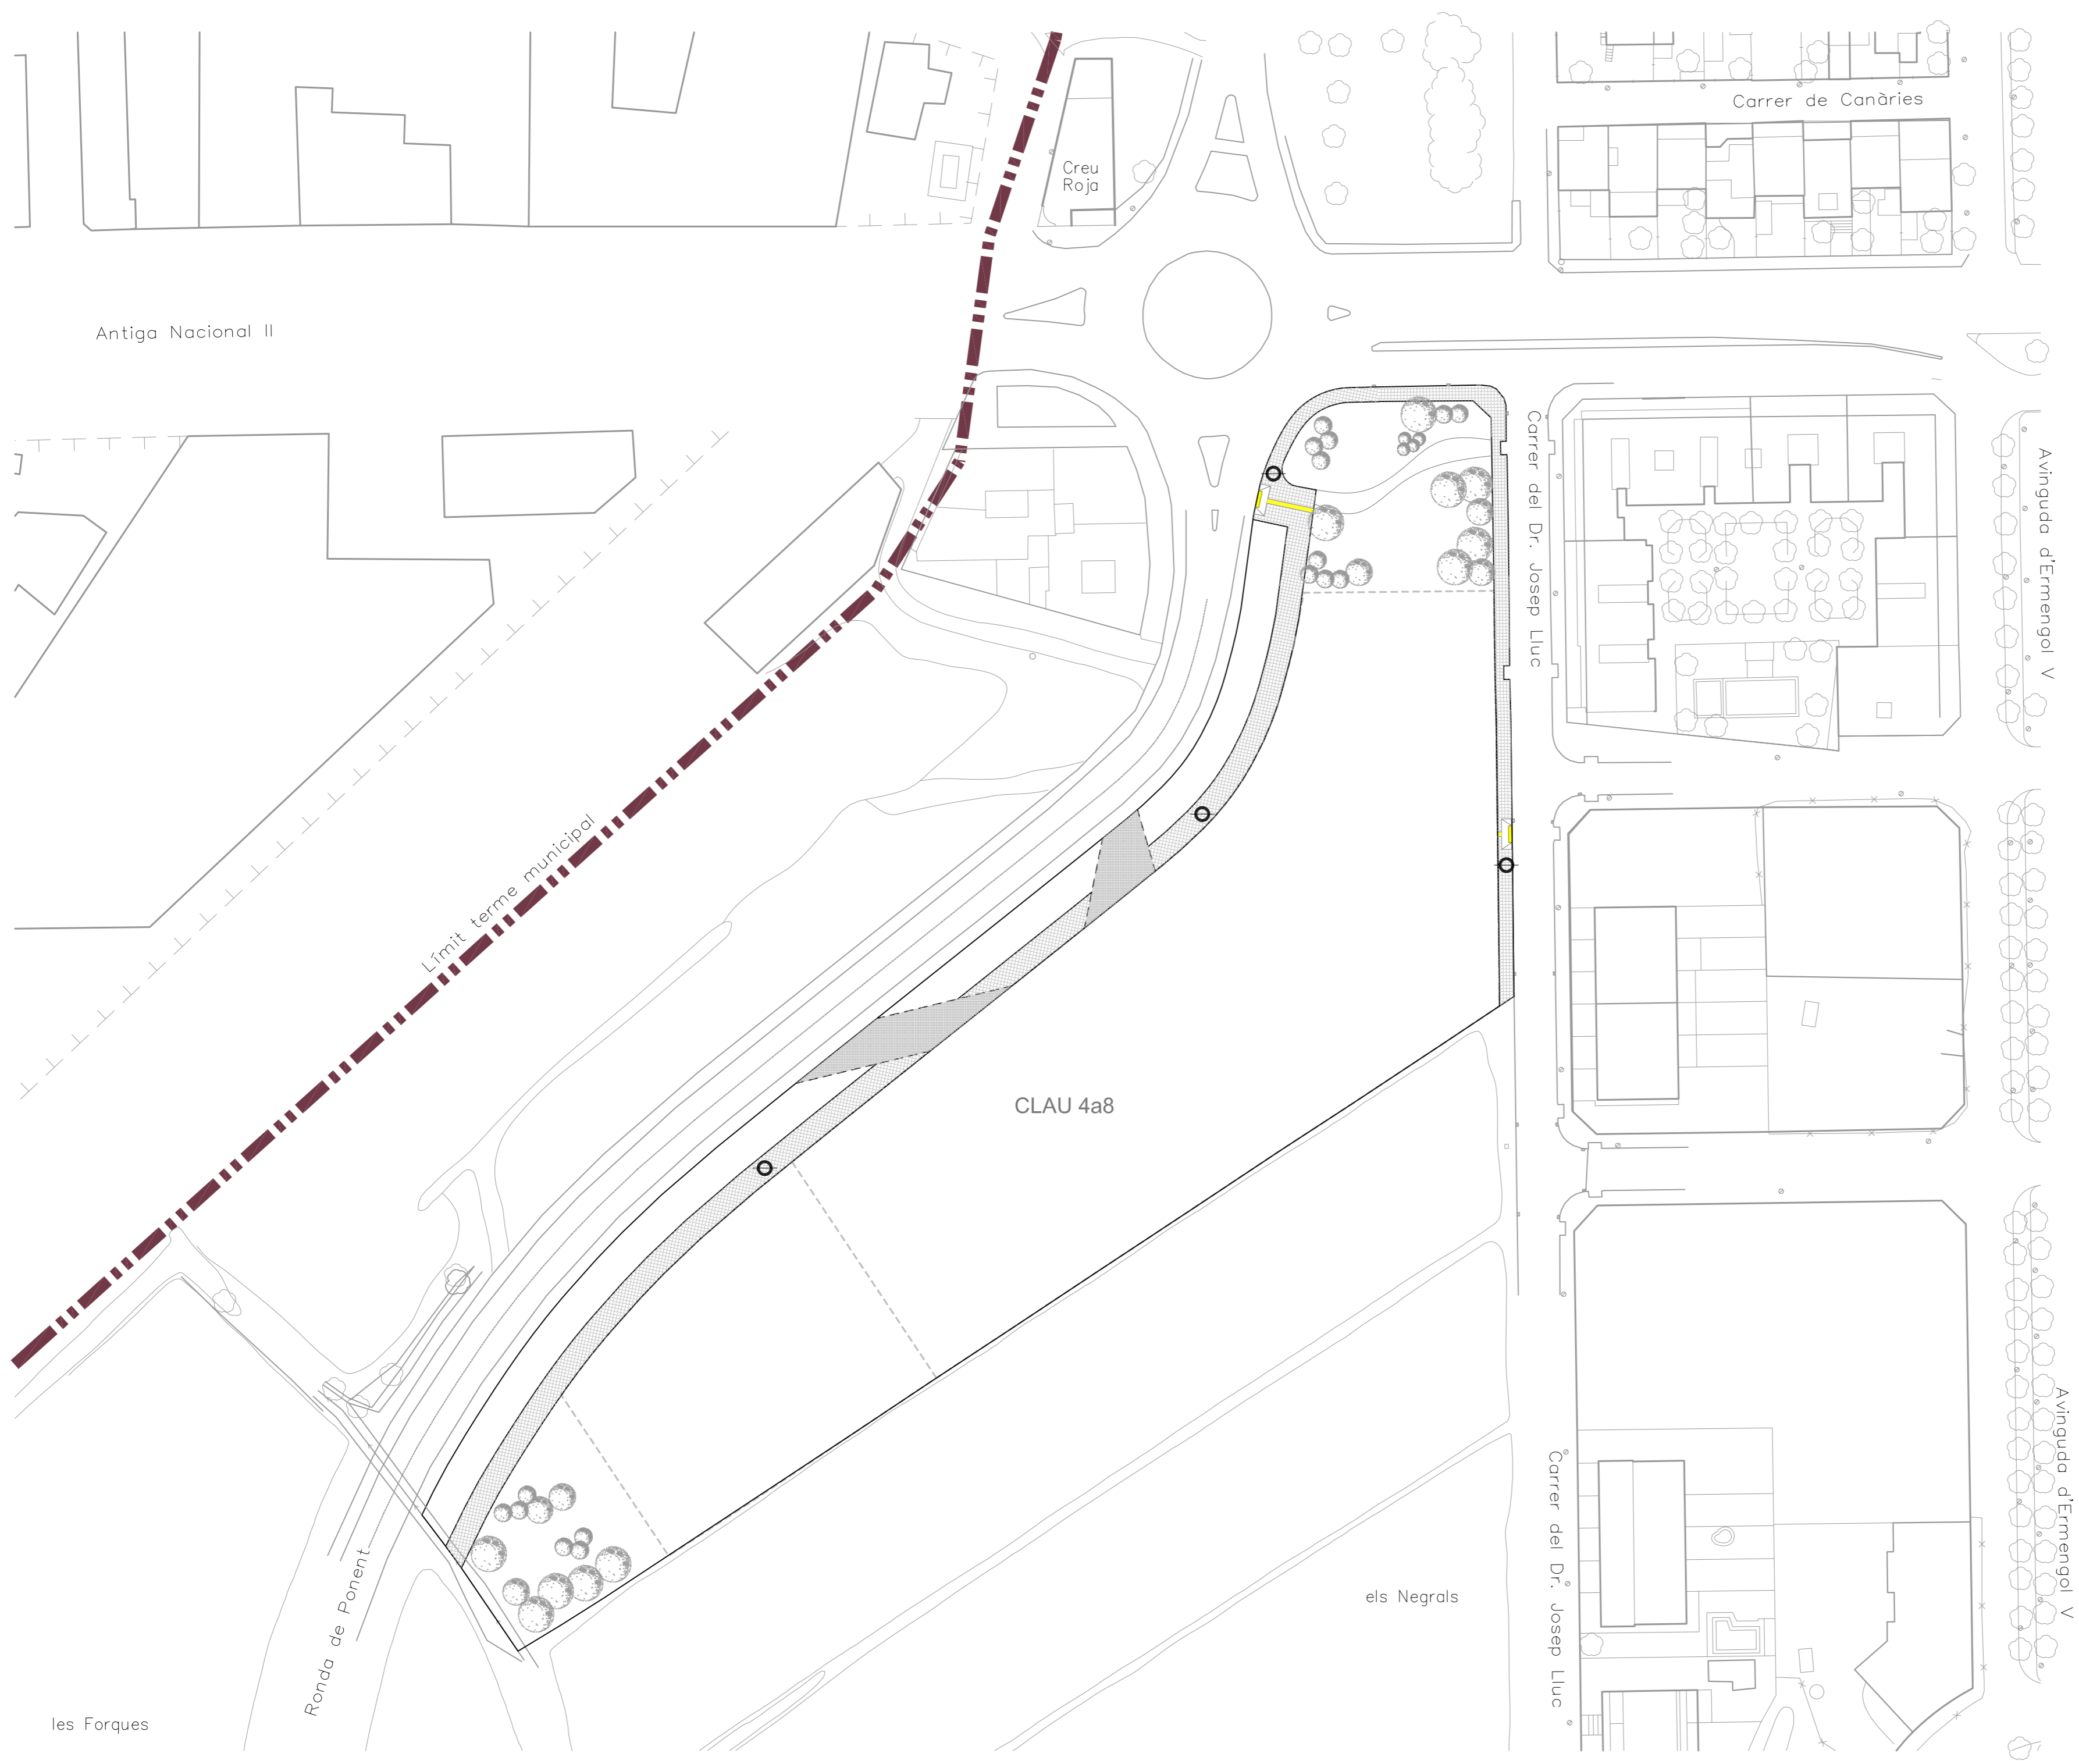 Carrer de Canàries
Creu
Roja
Antiga Nacional II
Carrer del Dr. Josep Lluc
Avinguda d'Ermengol V
Límit terme municipal
CLAU 4a8
Avinguda d'Ermengol V
Carrer del Dr. Josep Lluc
Ronda de Ponent
els Negrals
les Forques